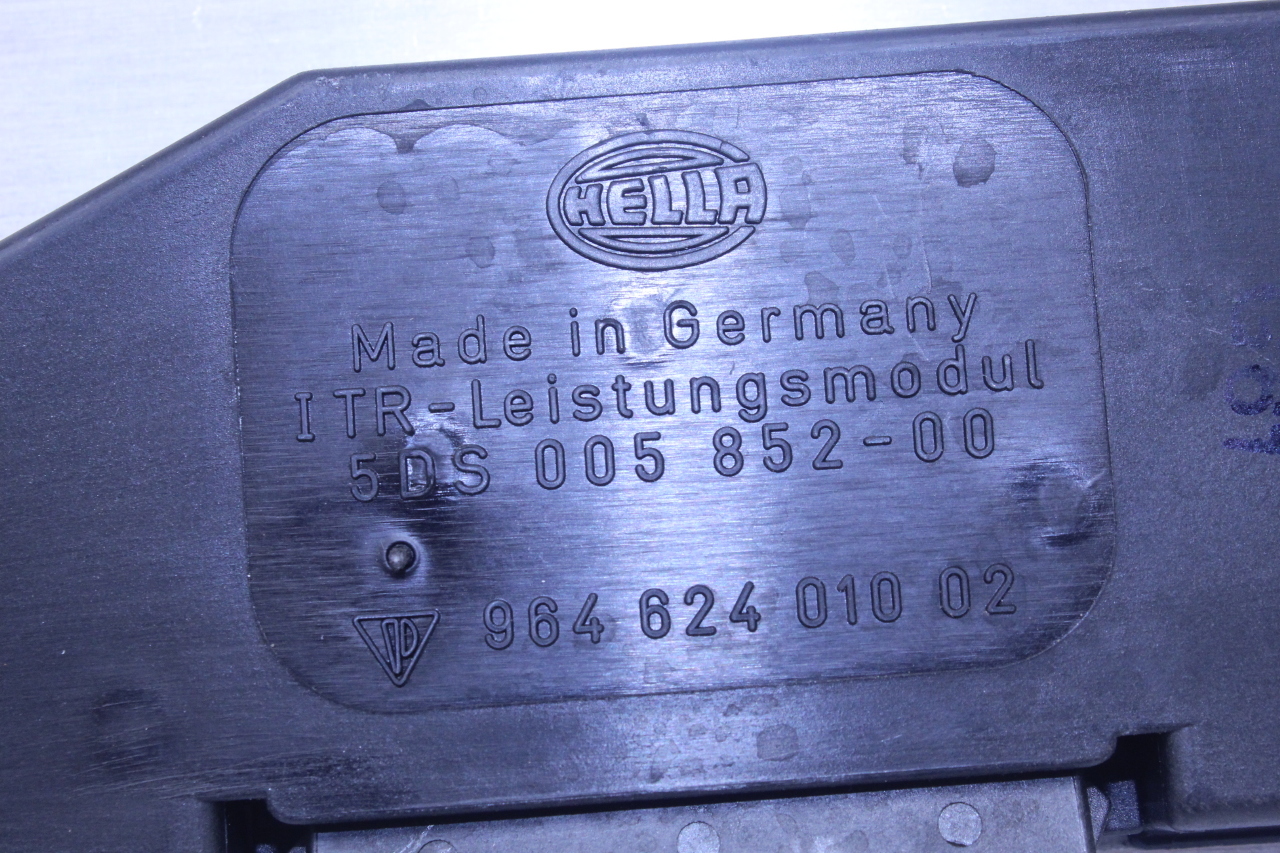 HELLA
Made in Germany
ITR-Leistungsmodul
5DS 005 852-00
964 624 010 02